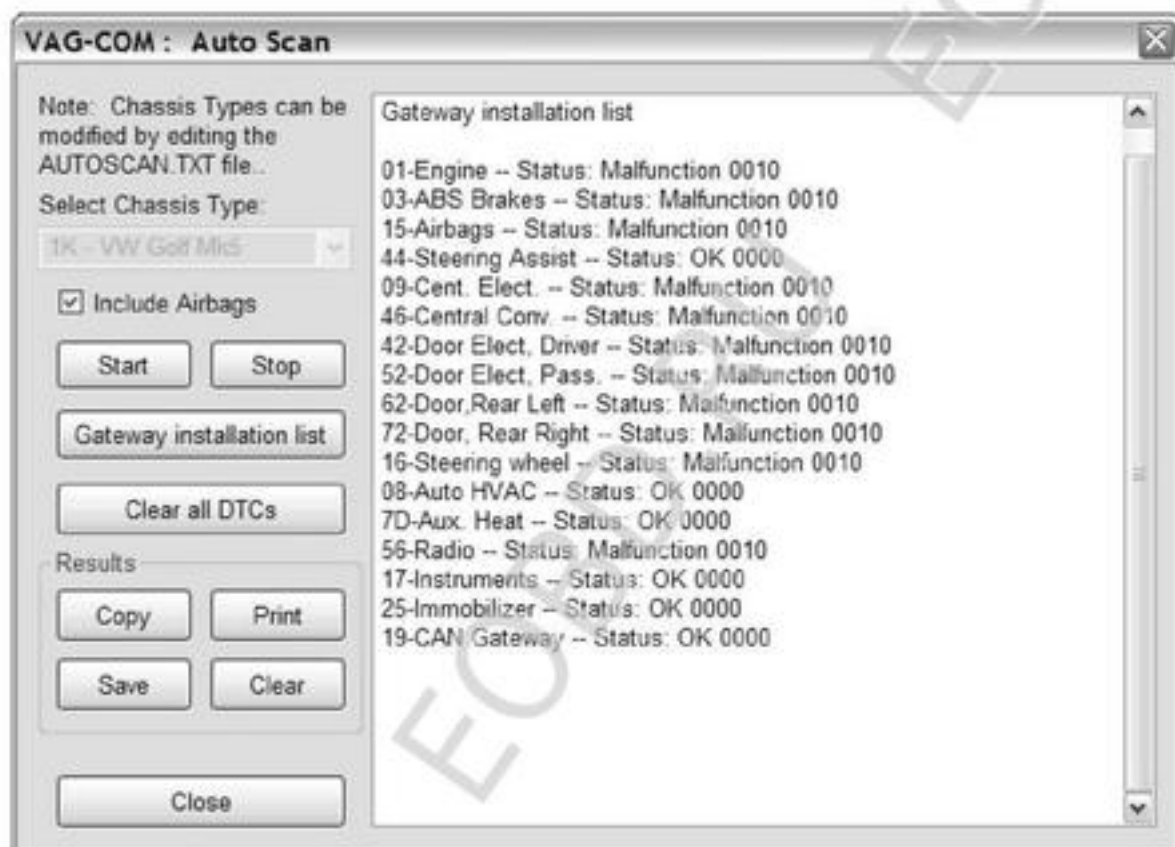 VAG-COM : Auto Scan
Note: Chassis Types can be
modified by editing the
AUTOSCAN.TXT file..
Select Chassis Type:
1K - VW Golf Mk5
Include Airbags
Start
Stop
Gateway installation list
Clear all DTCs
Results
Copy
Print
Save
Clear
Close
Gateway installation list
01-Engine -- Status: Malfunction 0010
03-ABS Brakes -- Status: Malfunction 0010
15-Airbags -- Status: Malfunction 0010
44-Steering Assist -- Status: OK 0000
09-Cent. Elect. -- Status: Malfunction 0010
46-Central Conv. -- Status: Malfunction 0010
42-Door Elect, Driver -- Status: Malfunction 0010
52-Door Elect, Pass. -- Status: Malfunction 0010
62-Door,Rear Left -- Status: Malfunction 0010
72-Door, Rear Right -- Status: Malfunction 0010
16-Steering wheel -- Status: Malfunction 0010
08-Auto HVAC -- Status: OK 0000
7D-Aux. Heat -- Status: OK 0000
56-Radio -- Status: Malfunction 0010
17-Instruments -- Status: OK 0000
25-Immobilizer -- Status: OK 0000
19-CAN Gateway -- Status: OK 0000